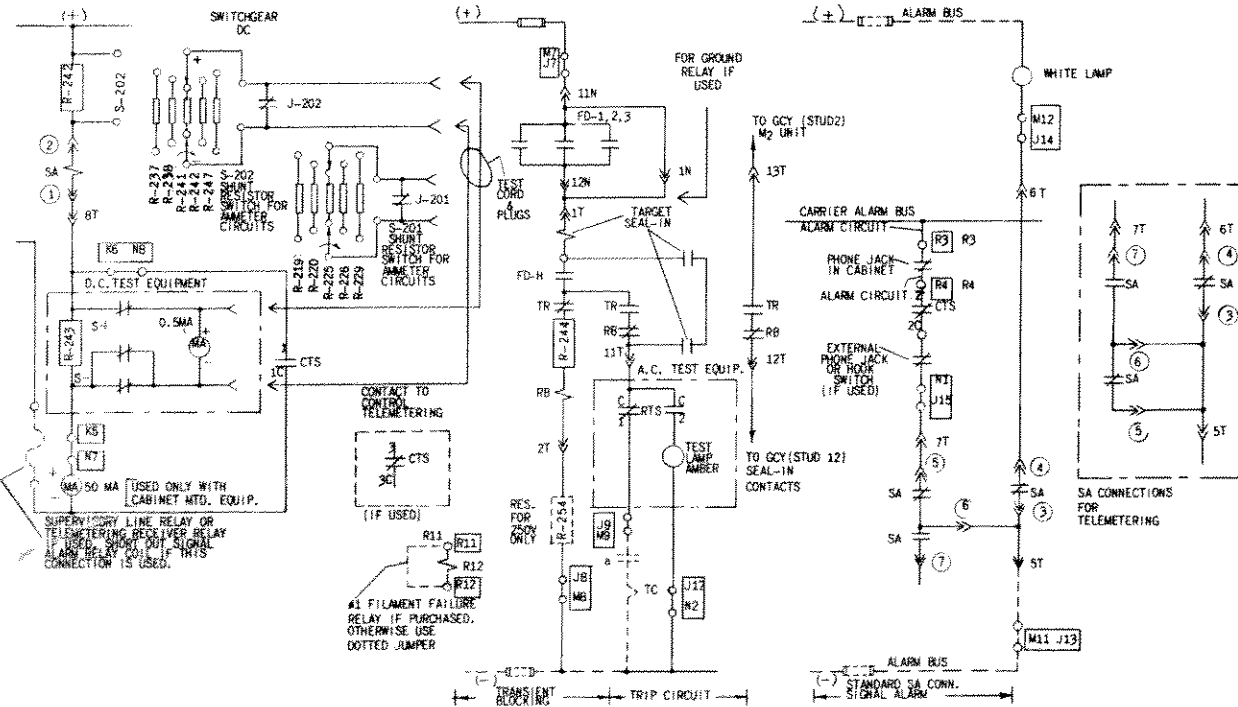 (+)
SWITCHGEAR
DC
R-242
S-202
+
J-202
②
SA
①
8T
R-237
R-238
R-241
R-242
R-247
S-202
SHUNT
RESISTOR
SWITCH FOR
AMMETER
CIRCUITS
J-201
S-201
SHUNT
RESISTOR
SWITCH FOR
AMMETER
CIRCUITS
R-219
R-220
R-225
R-226
R-229
TEST
CORD
&
PLUGS
K6 N8
D.C. TEST EQUIPMENT
R-243
S+
0.5MA
+
MA
-
S-
1
CTS
1C
K5
N7
+
MA
-
50 MA
USED ONLY WITH
CABINET MTD. EQUIP.
SUPERVISORY LINE RELAY OR
TELEMETERING RECEIVER RELAY
IF USED. SHORT OUT SIGNAL
ALARM RELAY COIL IF THIS
CONNECTION IS USED.
CONTACT TO
CONTROL
TELEMETERING
3
CTS
3C
(IF USED)
R11
R11
R12
R12
#1 FILAMENT FAILURE
RELAY IF PURCHASED.
OTHERWISE USE
DOTTED JUMPER
(+)
M7
J7
11N
FD-1,2,3
12N
1N
FOR GROUND
RELAY IF
USED
1T
TARGET
SEAL-IN
FD-H
TR
TR
R-244
RB
11T
RB
2T
RES.
FOR
250V
ONLY
R-254
J8
M8
A.C. TEST EQUIP.
C
RTS
C
1
2
TEST
LAMP
AMBER
J9
M9
a
TC
J12
N2
(-)
TRANSIENT
BLOCKING
TRIP CIRCUIT
TO GCY (STUD2)
M2 UNIT
13T
TR
RB
12T
TO GCY (STUD 12)
SEAL-IN
CONTACTS
(+)
ALARM BUS
WHITE LAMP
M12
J14
6T
CARRIER ALARM BUS
ALARM CIRCUIT
R3 R3
PHONE JACK
IN CABINET
R4 R4
ALARM CIRCUIT
2
CTS
2C
EXTERNAL
PHONE JACK
OR HOOK
SWITCH
(IF USED)
N1
J15
7T
⑤
SA
⑥
SA
⑦
④
SA
③
5T
M11 J13
(-)
ALARM BUS
STANDARD SA CONN.
SIGNAL ALARM
7T
6T
⑦
④
SA
SA
③
⑥
SA
⑤
5T
SA CONNECTIONS
FOR
TELEMETERING